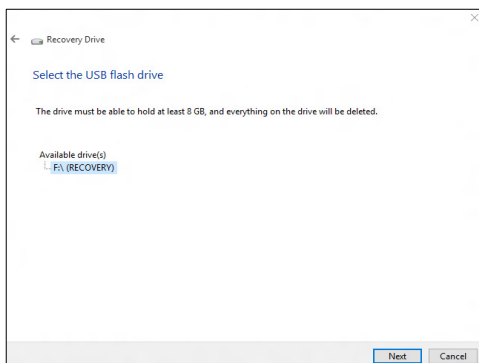 Recovery Drive
Select the USB flash drive
The drive must be able to hold at least 8 GB, and everything on the drive will be deleted.
Available drive(s)
F:\ (RECOVERY)
Next Cancel